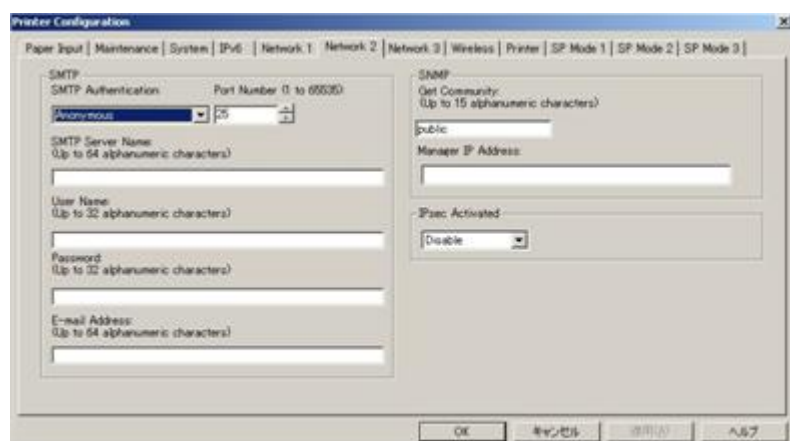 Printer Configuration
Paper Input | Maintenance | System | IPv6 | Network 1 | Network 2 | Network 3 | Wireless | Printer | SP Mode 1 | SP Mode 2 | SP Mode 3
SMTP
SMTP Authentication Port Number (1 to 65535)
Anonymous 25
SMTP Server Name:
(Up to 64 alphanumeric characters)
User Name:
(Up to 32 alphanumeric characters)
Password:
(Up to 32 alphanumeric characters)
E-mail Address:
(Up to 64 alphanumeric characters)
SNMP
Get Community:
(Up to 15 alphanumeric characters)
public
Manager IP Address:
IPsec Activated
Disable
OK キャンセル 適用(A) ヘルプ